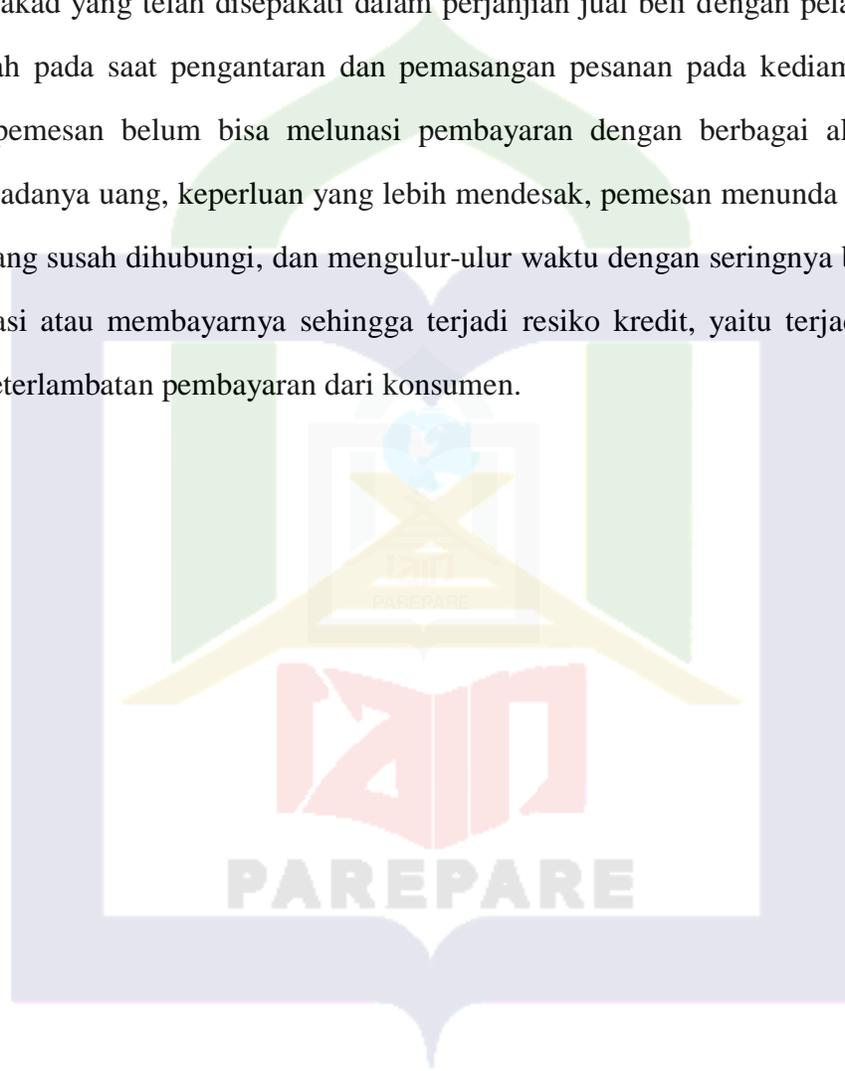 akad yang telah disepakati dalam perjanjian jual beli dengan pela
ah pada saat pengantaran dan pemasangan pesanan pada kediam
pemesan belum bisa melunasi pembayaran dengan berbagai al
adanya uang, keperluan yang lebih mendesak, pemesan menunda
ang susah dihubungi, dan mengulur-ulur waktu dengan seringnya b
asi atau membayarnya sehingga terjadi resiko kredit, yaitu terjad
eterlambatan pembayaran dari konsumen.
PAREPARE
iain
PAREPARE